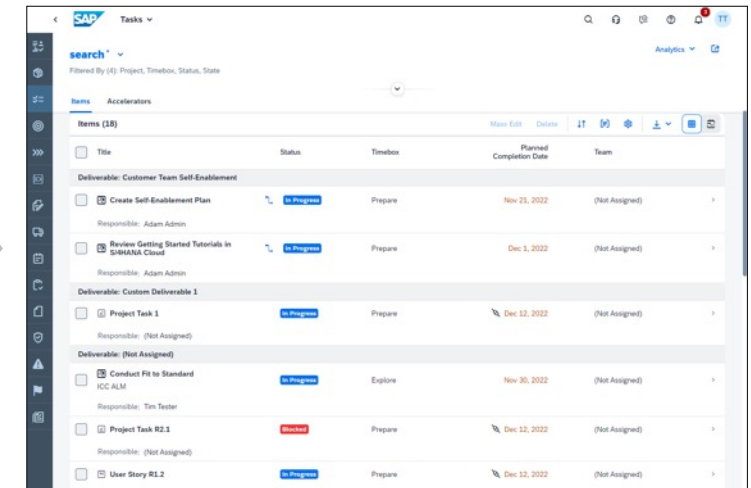 SAP Tasks
3
TT
search*
Analytics
Filtered By (4): Project, Timebox, Status, State
Items Accelerators
Items (18) Mass Edit Delete
Title Status Timebox Planned Completion Date Team
Deliverable: Customer Team Self-Enablement
Create Self-Enablement Plan In Progress Prepare Nov 21, 2022 (Not Assigned)
Responsible: Adam Admin
Review Getting Started Tutorials in
S/4HANA Cloud In Progress Prepare Dec 1, 2022 (Not Assigned)
Responsible: Adam Admin
Deliverable: Custom Deliverable 1
Project Task 1 In Progress Prepare Dec 12, 2022 (Not Assigned)
Responsible: (Not Assigned)
Deliverable: (Not Assigned)
Conduct Fit to Standard
ICC ALM In Progress Explore Nov 30, 2022 (Not Assigned)
Responsible: Tim Tester
Project Task R2.1 Blocked Prepare Dec 12, 2022 (Not Assigned)
Responsible: (Not Assigned)
User Story R1.2 In Progress Prepare Dec 12, 2022 (Not Assigned)